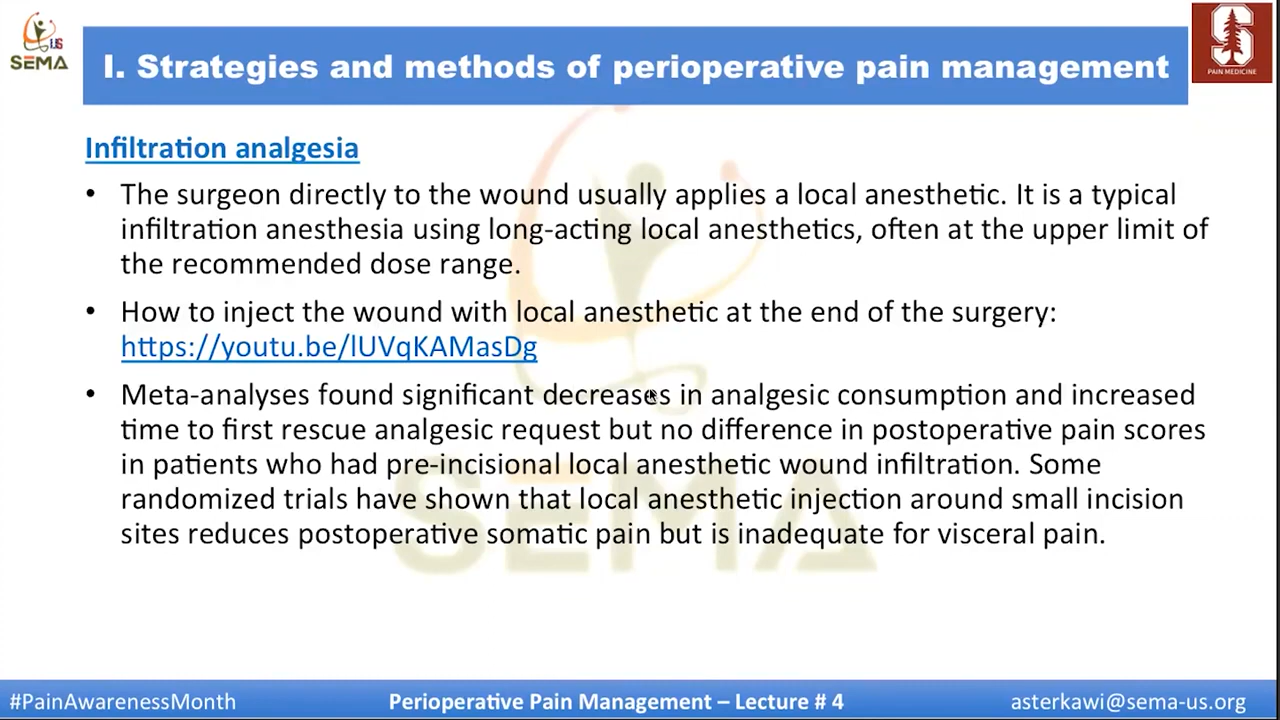 US
SEMA
I. Strategies and methods of perioperative pain management
S
PAIN MEDICINE
Infiltration analgesia
• The surgeon directly to the wound usually applies a local anesthetic. It is a typical
infiltration anesthesia using long-acting local anesthetics, often at the upper limit of
the recommended dose range.
• How to inject the wound with local anesthetic at the end of the surgery:
https://youtu.be/lUVqKAMasDg
• Meta-analyses found significant decreases in analgesic consumption and increased
time to first rescue analgesic request but no difference in postoperative pain scores
in patients who had pre-incisional local anesthetic wound infiltration. Some
randomized trials have shown that local anesthetic injection around small incision
sites reduces postoperative somatic pain but is inadequate for visceral pain.
SEMA
#PainAwarenessMonth
Perioperative Pain Management – Lecture # 4
asterkawi@sema-us.org